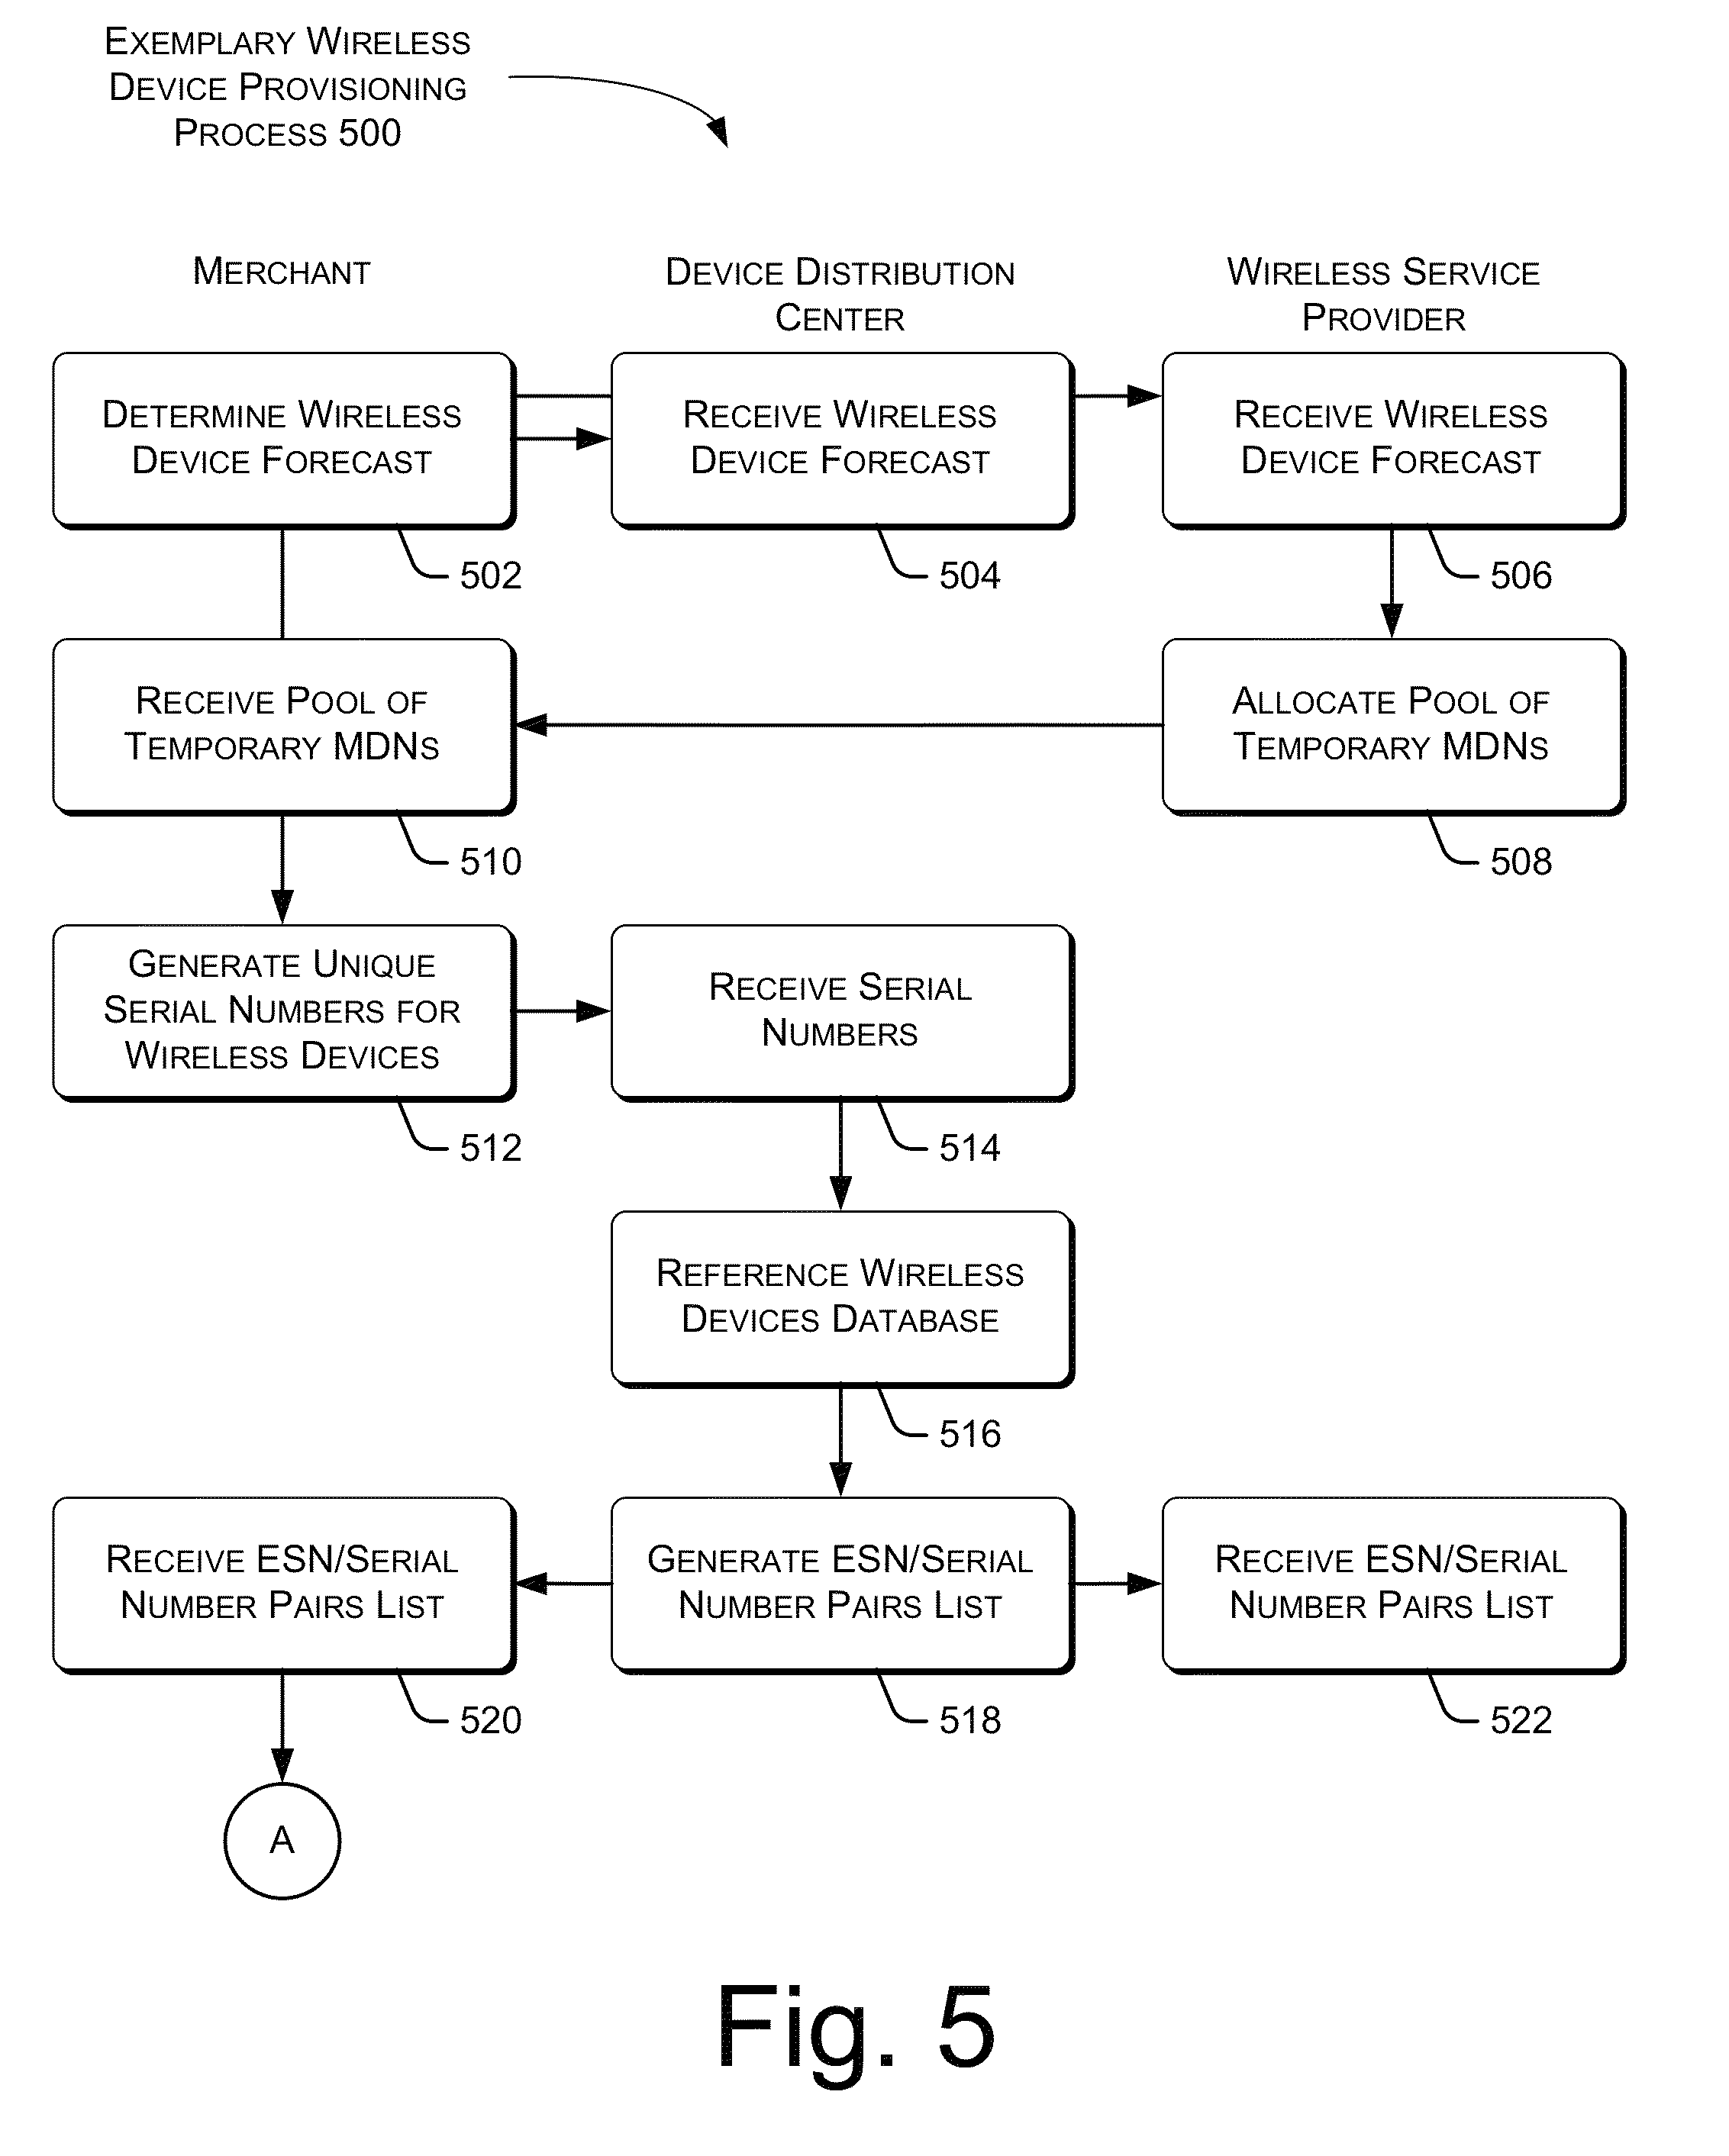 EXEMPLARY WIRELESS
DEVICE PROVISIONING
PROCESS 500
MERCHANT
DEVICE DISTRIBUTION
CENTER
WIRELESS SERVICE
PROVIDER
DETERMINE WIRELESS
DEVICE FORECAST
502
RECEIVE WIRELESS
DEVICE FORECAST
504
RECEIVE WIRELESS
DEVICE FORECAST
506
RECEIVE POOL OF
TEMPORARY MDNS
510
ALLOCATE POOL OF
TEMPORARY MDNS
508
GENERATE UNIQUE
SERIAL NUMBERS FOR
WIRELESS DEVICES
512
RECEIVE SERIAL
NUMBERS
514
REFERENCE WIRELESS
DEVICES DATABASE
516
RECEIVE ESN/SERIAL
NUMBER PAIRS LIST
520
GENERATE ESN/SERIAL
NUMBER PAIRS LIST
518
RECEIVE ESN/SERIAL
NUMBER PAIRS LIST
522
A
Fig. 5